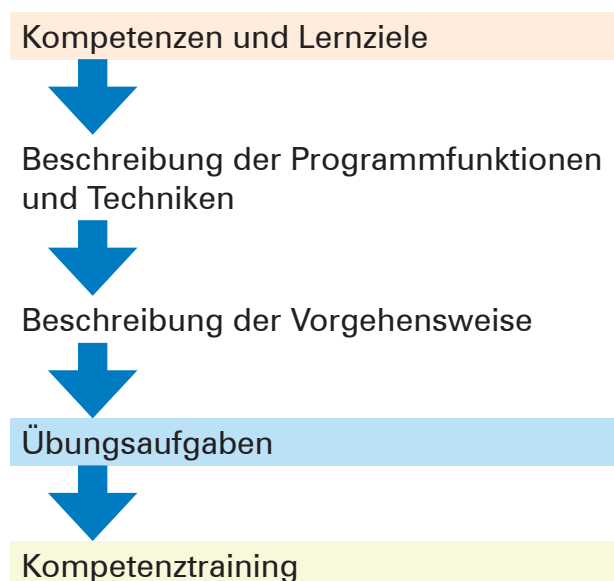 Kompetenzen und Lernziele
Beschreibung der Programmfunktionen
und Techniken
Beschreibung der Vorgehensweise
Übungsaufgaben
Kompetenztraining